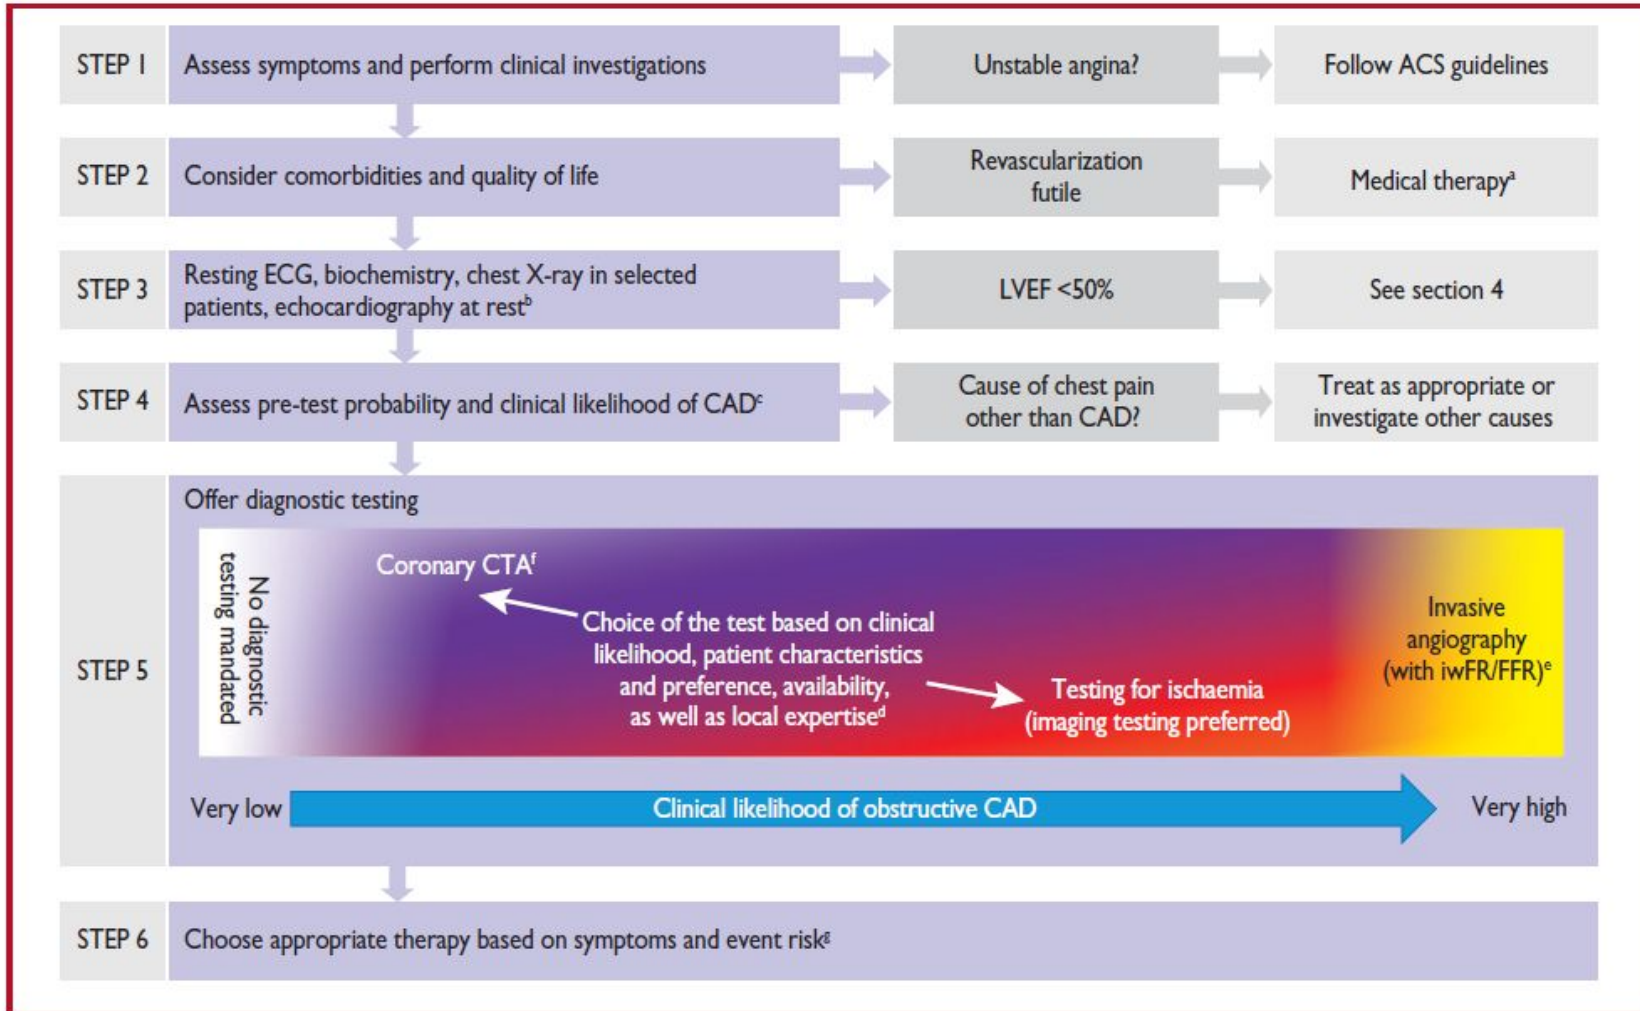 STEP 1
Assess symptoms and perform clinical investigations
Unstable angina?
Follow ACS guidelines
STEP 2
Consider comorbidities and quality of life
Revascularization
futile
Medical therapyᵃ
STEP 3
Resting ECG, biochemistry, chest X-ray in selected
patients, echocardiography at restᵇ
LVEF <50%
See section 4
STEP 4
Assess pre-test probability and clinical likelihood of CADᶜ
Cause of chest pain
other than CAD?
Treat as appropriate or
investigate other causes
STEP 5
Offer diagnostic testing
No diagnostic
testing mandated
Coronary CTAᶠ
Choice of the test based on clinical
likelihood, patient characteristics
and preference, availability,
as well as local expertiseᵈ
Testing for ischaemia
(imaging testing preferred)
Invasive
angiography
(with iwFR/FFR)ᵉ
Very low
Clinical likelihood of obstructive CAD
Very high
STEP 6
Choose appropriate therapy based on symptoms and event riskᵍ